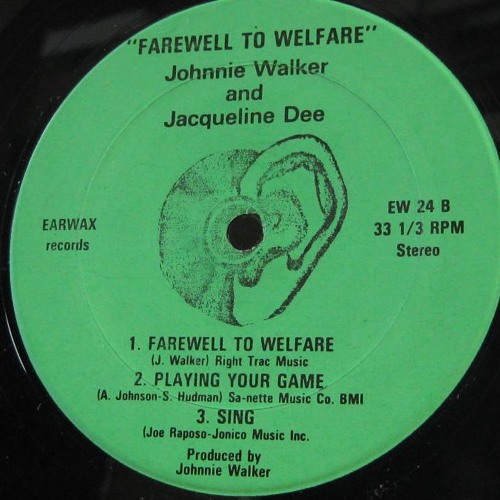 "FAREWELL TO WELFARE"
Johnnie Walker
and
Jacqueline Dee
EARWAX
records
EW 24 B
33 1/3 RPM
Stereo
1. FAREWELL TO WELFARE
(J. Walker) Right Trac Music
2. PLAYING YOUR GAME
(A. Johnson-S. Hudman) Sa-nette Music Co. BMI
3. SING
(Joe Raposo-Jonico Music Inc.
Produced by
Johnnie Walker